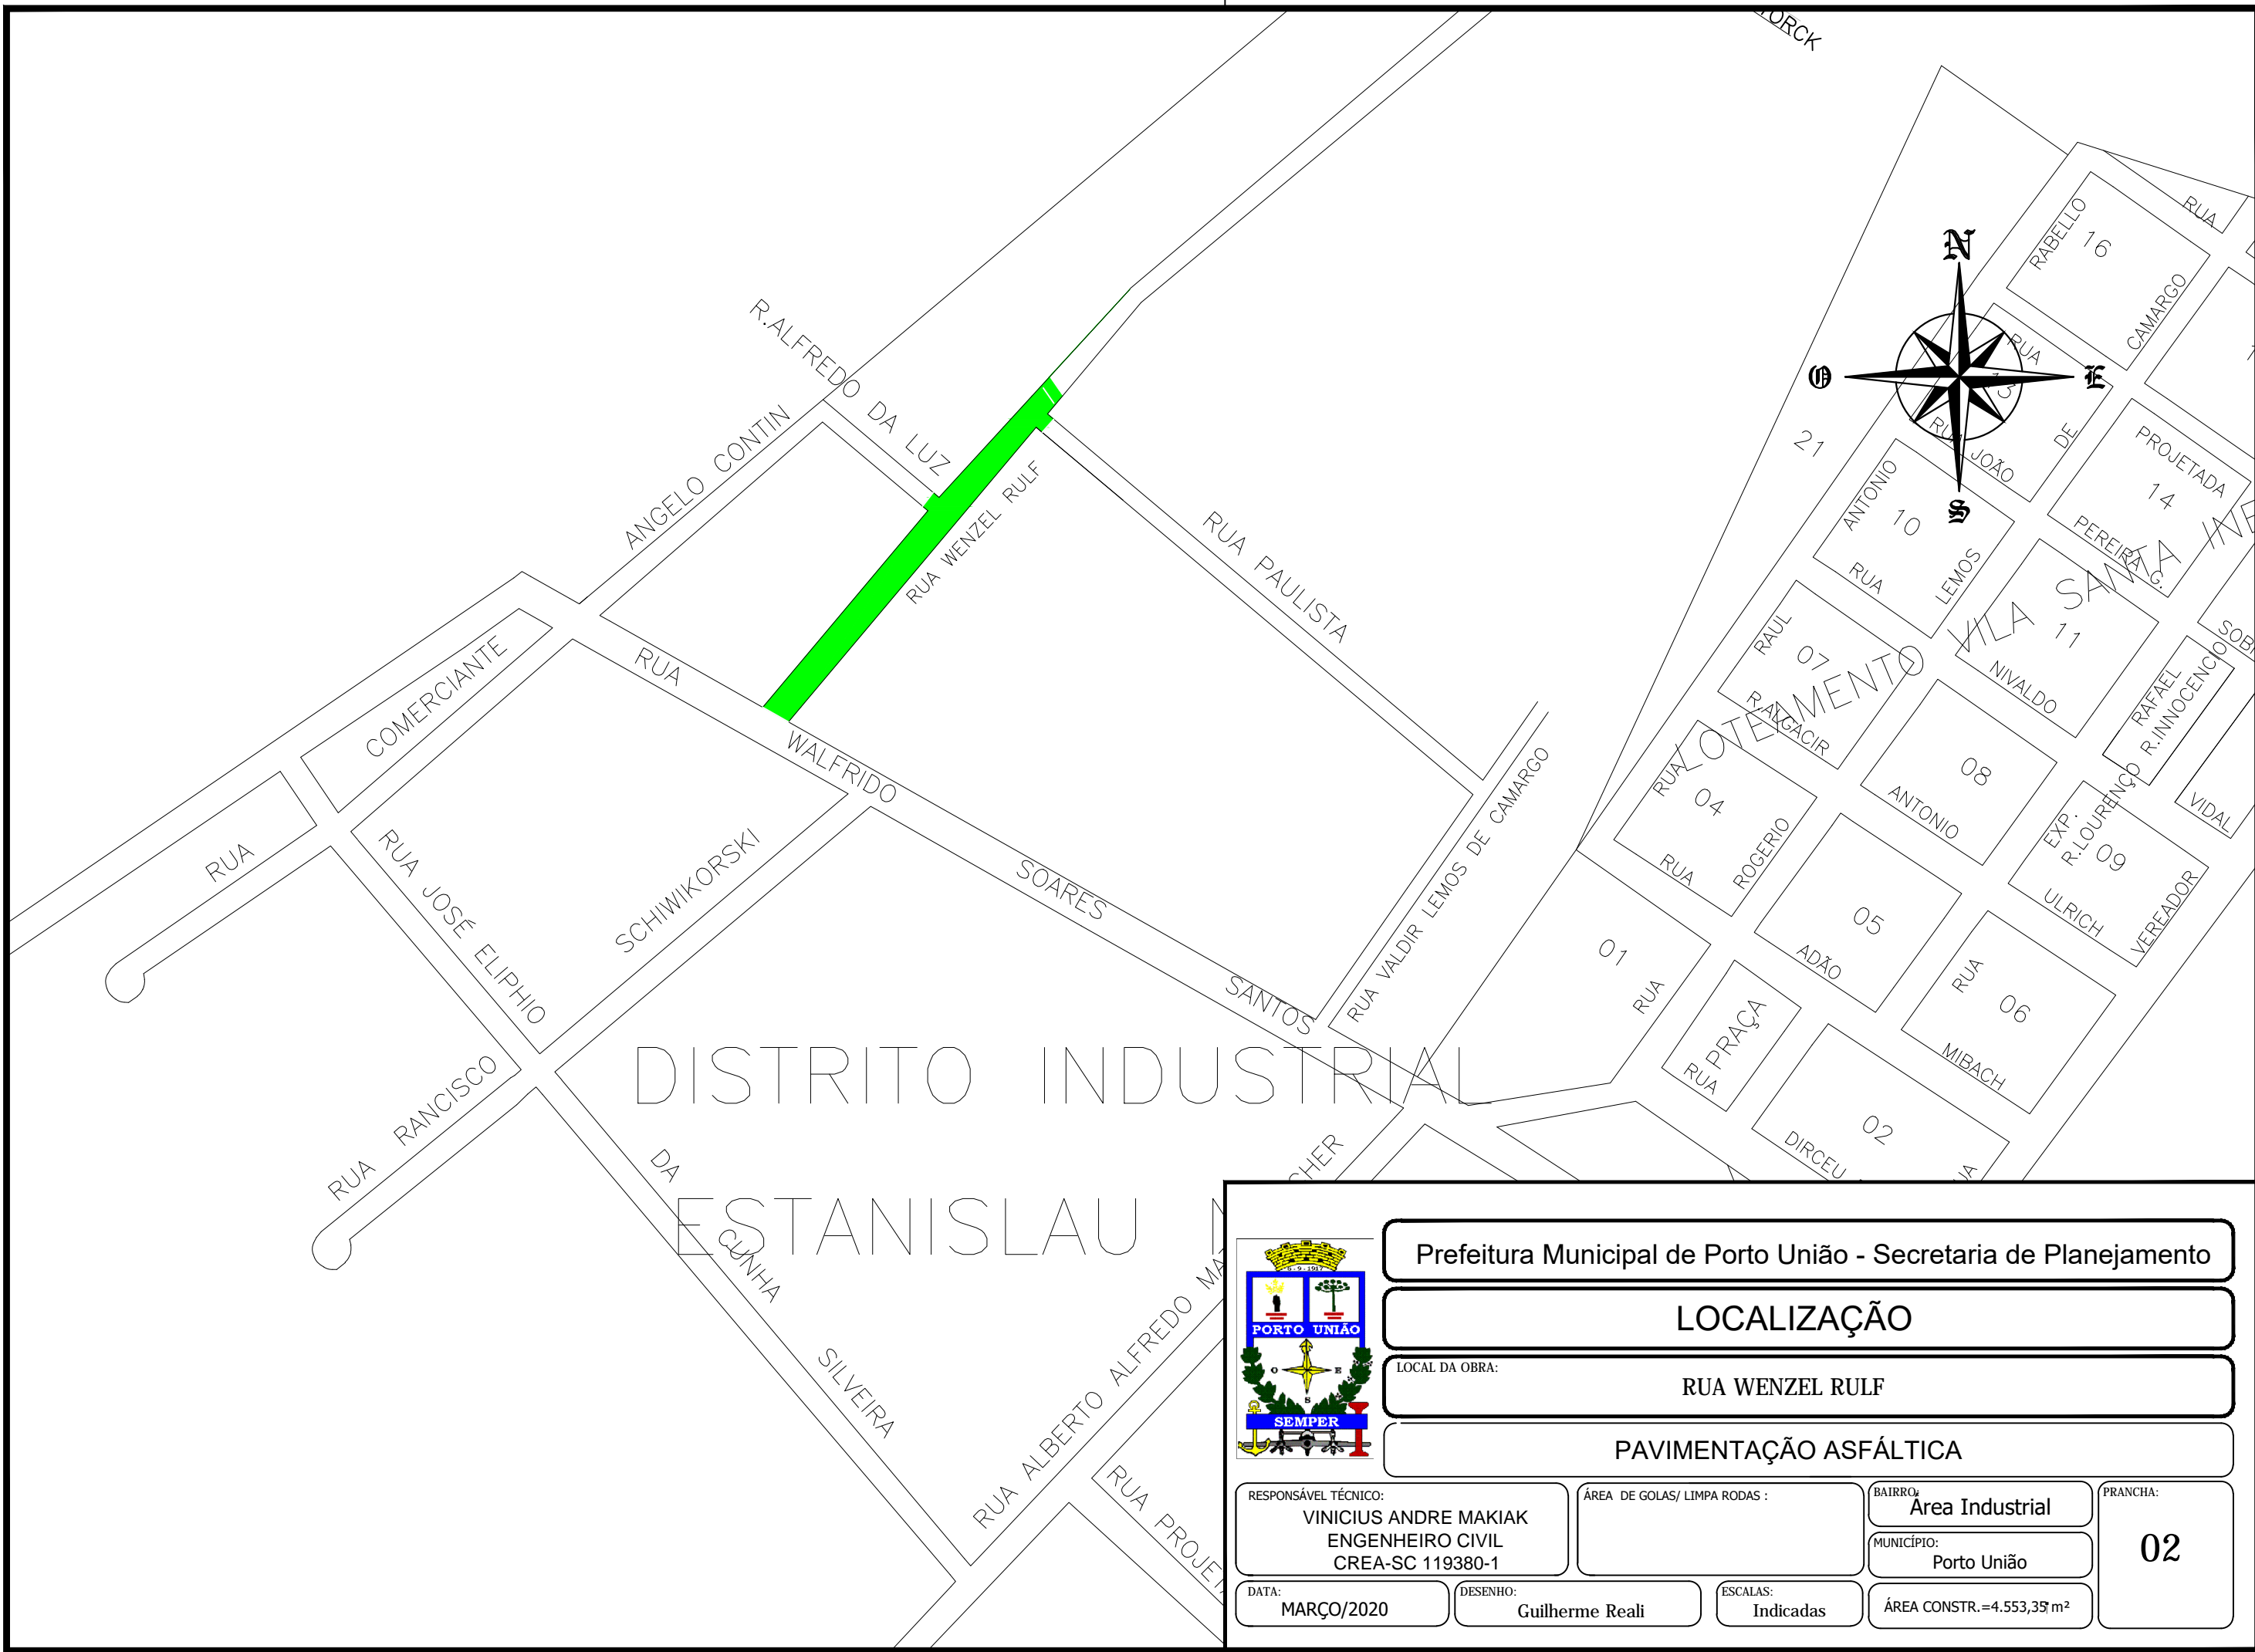 R.ALFREDO DA LUZ
ANGELO CONTIN
RUA WENZEL RULF
RUA PAULISTA
COMERCIANTE
RUA
RUA
WALFRIDO
SOARES
SANTOS
RUA JOSÉ ELIPHIO
DA
CUNHA
SILVEIRA
SCHIWIKORSKI
RUA RANCISCO
RUA VALDIR LEMOS DE CAMARGO
DISTRITO INDUSTRIAL
ESTANISLAU
RUA ALBERTO ALFREDO
CHER
N
O
E
S
RABELLO
16
CAMARGO
RUA
RUA
13
RUA
JOÃO
DE
21
PROJETADA
14
PEREIRA G.
ANTONIO
10
RUA
LEMOS
LOTEAMENTO VILA SANTA
11
NIVALDO
RAUL
07
R.ALGACIR
RAFAEL
R.INNOCENCIO
VIDAL
08
ANTONIO
RUA
04
ROGERIO
RUA
EXP.
R.LOURENÇO
09
ULRICH
VEREADOR
05
ADÃO
01
RUA
R.PRAÇA
RUA
RUA
06
MIBACH
02
DIRCEU
Prefeitura Municipal de Porto União - Secretaria de Planejamento
LOCALIZAÇÃO
LOCAL DA OBRA:
RUA WENZEL RULF
PAVIMENTAÇÃO ASFÁLTICA
5 - 9 - 1917
PORTO UNIÃO
O E
S
SEMPER
RESPONSÁVEL TÉCNICO:
VINICIUS ANDRE MAKIAK
ENGENHEIRO CIVIL
CREA-SC 119380-1
ÁREA DE GOLAS/ LIMPA RODAS :
BAIRRO:
Área Industrial
MUNICÍPIO:
Porto União
PRANCHA:
02
DATA:
MARÇO/2020
DESENHO:
Guilherme Reali
ESCALAS:
Indicadas
ÁREA CONSTR.=4.553,35 m²